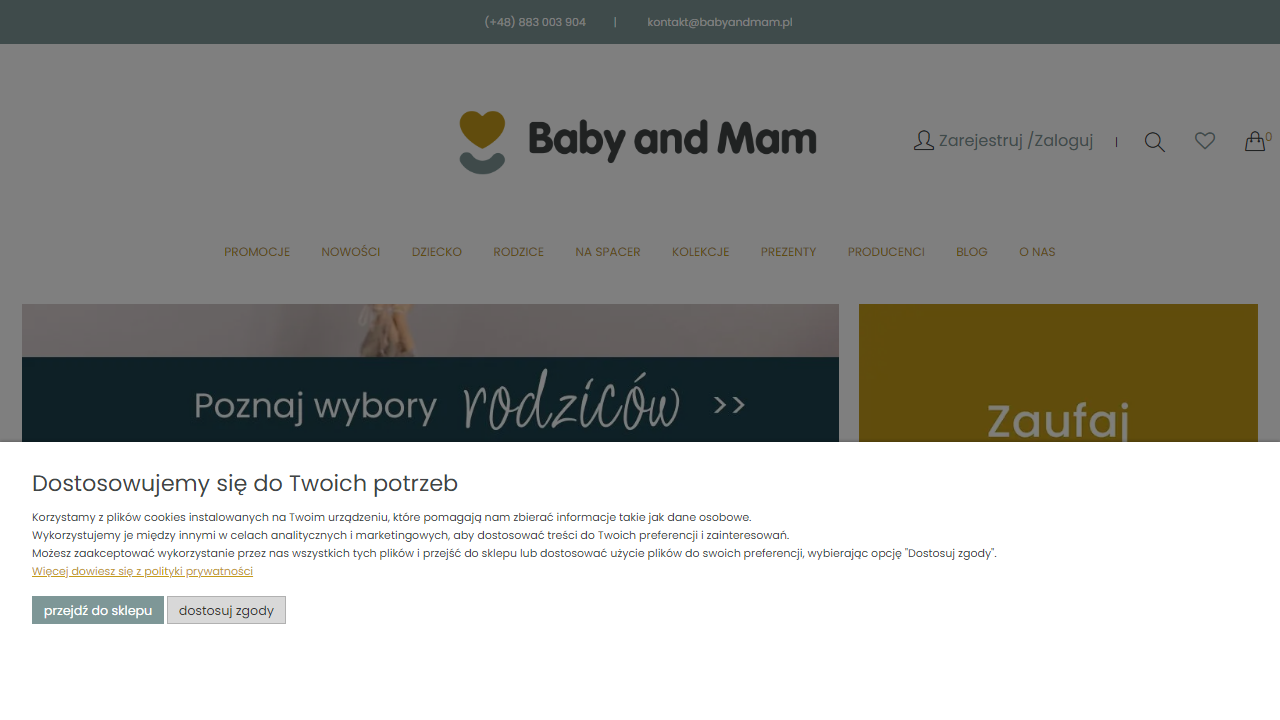 (+48) 883 003 904 | kontakt@babyandmam.pl
Baby and Mam
Zarejestruj /Zaloguj | 0
PROMOCJE NOWOŚCI DZIECKO RODZICE NA SPACER KOLEKCJE PREZENTY PRODUCENCI BLOG O NAS
Poznaj wybory rodziców >>
Zaufaj
Dostosowujemy się do Twoich potrzeb
Korzystamy z plików cookies instalowanych na Twoim urządzeniu, które pomagają nam zbierać informacje takie jak dane osobowe.
Wykorzystujemy je między innymi w celach analitycznych i marketingowych, aby dostosować treści do Twoich preferencji i zainteresowań.
Możesz zaakceptować wykorzystanie przez nas wszystkich tych plików i przejść do sklepu lub dostosować użycie plików do swoich preferencji, wybierając opcję "Dostosuj zgody".
Więcej dowiesz się z polityki prywatności
przejdź do sklepu dostosuj zgody